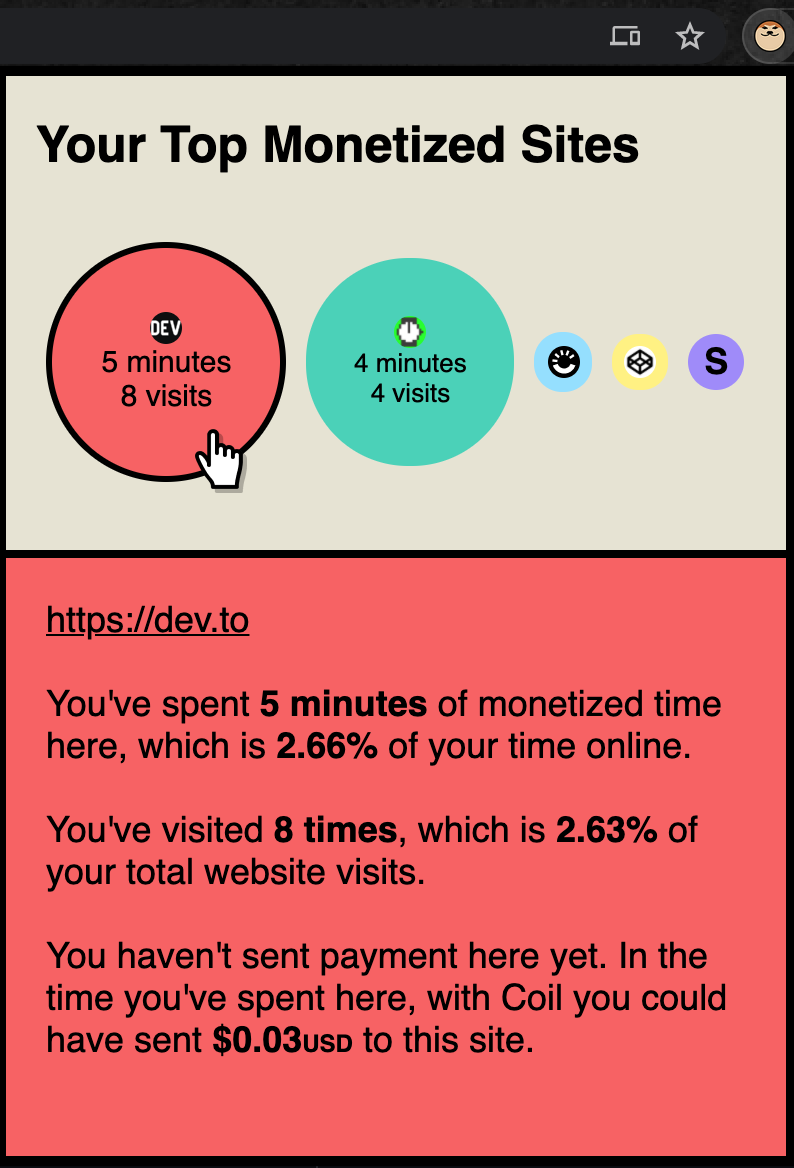 Your Top Monetized Sites
DEV
5 minutes
8 visits
4 minutes
4 visits
S
https://dev.to
You've spent 5 minutes of monetized time
here, which is 2.66% of your time online.
You've visited 8 times, which is 2.63% of
your total website visits.
You haven't sent payment here yet. In the
time you've spent here, with Coil you could
have sent $0.03USD to this site.